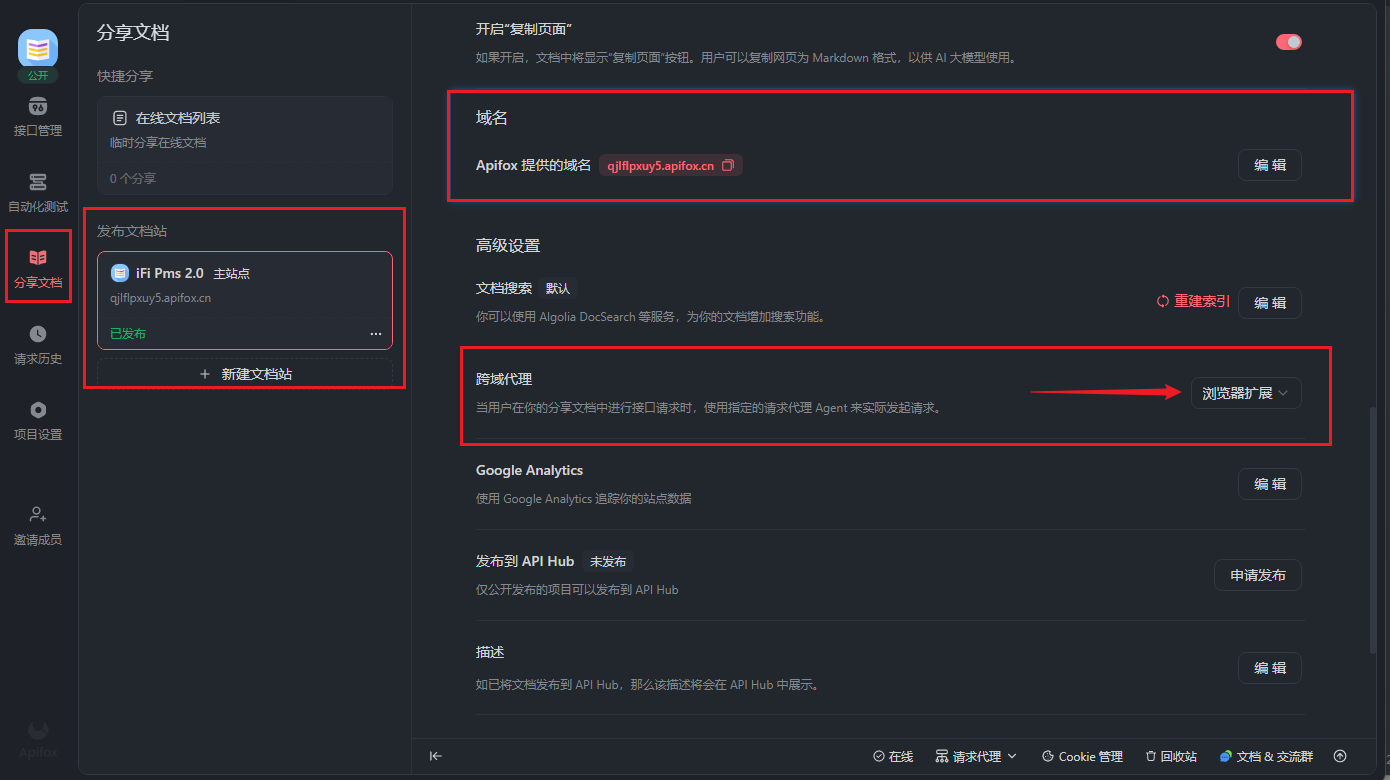 公开
接口管理
自动化测试
分享文档
请求历史
项目设置
邀请成员
Apifox
分享文档
快捷分享
在线文档列表
临时分享在线文档
0 个分享
发布文档站
iFi Pms 2.0 主站点
qjlflpxuy5.apifox.cn
已发布
+ 新建文档站
开启“复制页面”
如果开启，文档中将显示“复制页面”按钮。用户可以复制网页为 Markdown 格式，以供 AI 大模型使用。
域名
Apifox 提供的域名 qjlflpxuy5.apifox.cn 编 辑
高级设置
文档搜索 默认
你可以使用 Algolia DocSearch 等服务，为你的文档增加搜索功能。
重建索引 编 辑
跨域代理
当用户在你的分享文档中进行接口请求时，使用指定的请求代理 Agent 来实际发起请求。
浏览器扩展
Google Analytics
使用 Google Analytics 追踪你的站点数据
编 辑
发布到 API Hub 未发布
仅公开发布的项目可以发布到 API Hub
申请发布
描述
如已将文档发布到 API Hub，那么该描述将会在 API Hub 中展示。
编 辑
在线 请求代理 Cookie 管理 回收站 文档 & 交流群